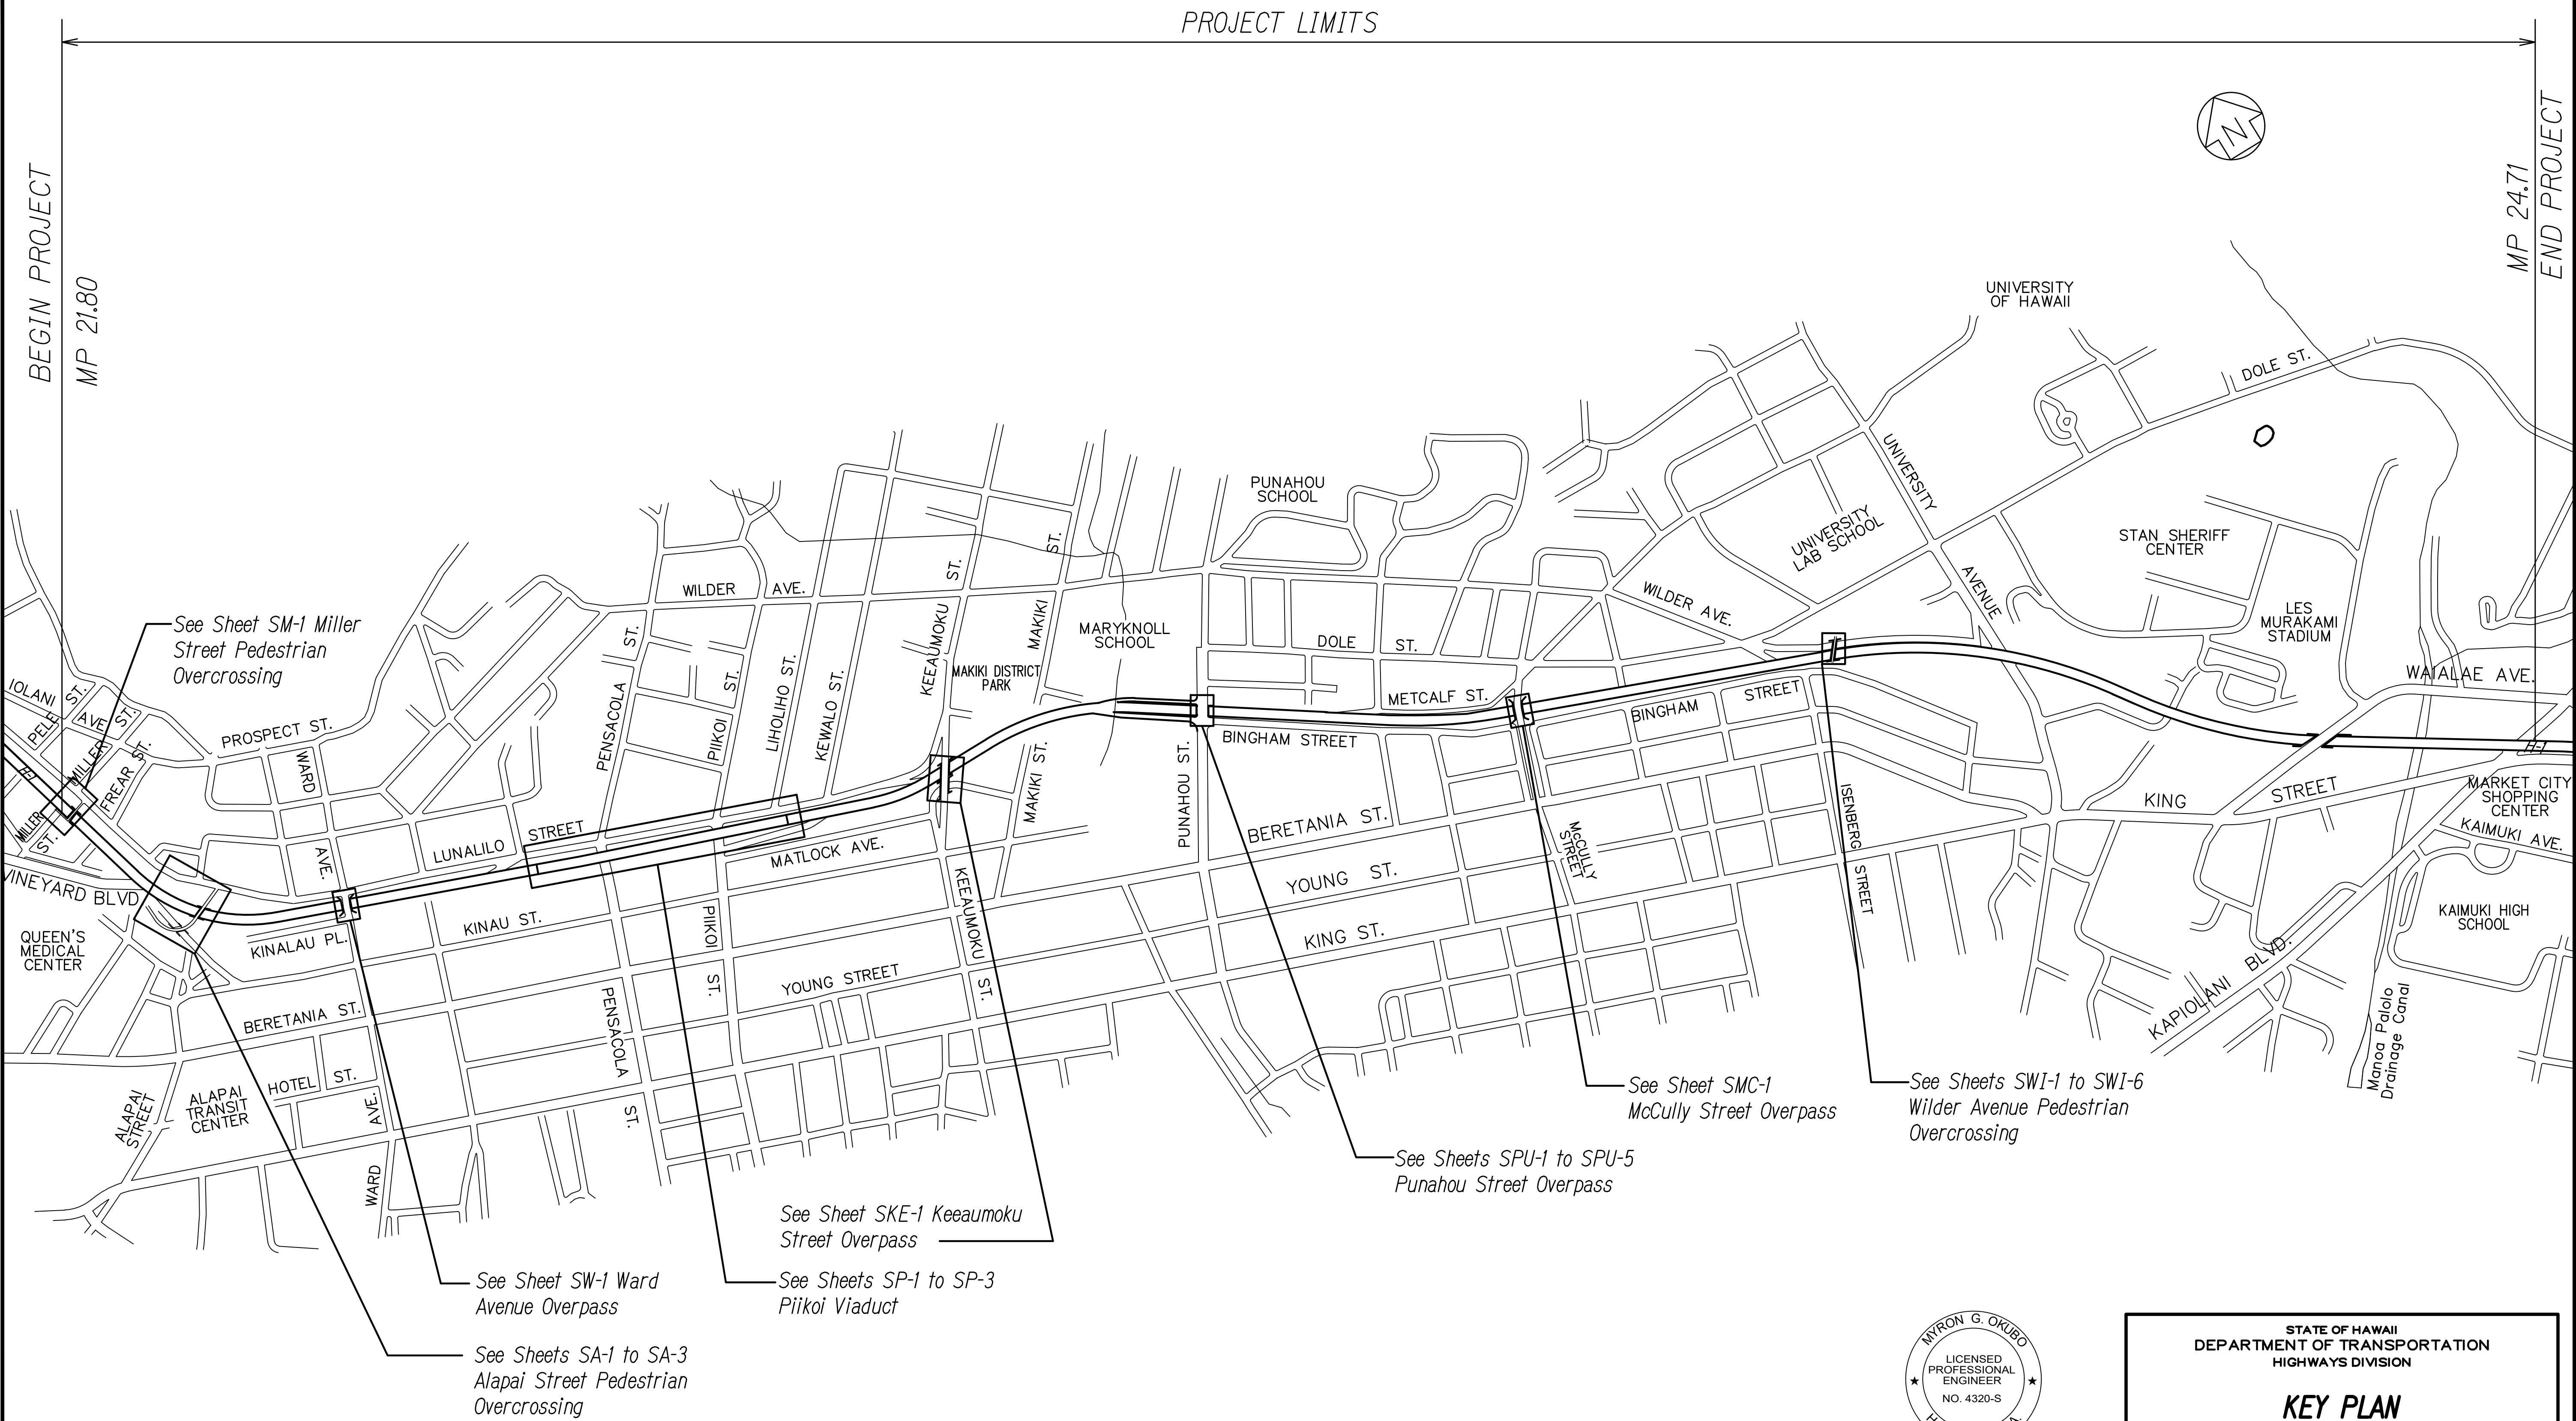 PROJECT LIMITS
BEGIN PROJECT
MP 21.80
MP 24.71
END PROJECT
N
UNIVERSITY
OF HAWAII
DOLE ST.
PUNAHOU
SCHOOL
UNIVERSITY
AVENUE
UNIVERSITY
LAB SCHOOL
STAN SHERIFF
CENTER
LES
MURAKAMI
STADIUM
WAIALAE AVE.
See Sheet SM-1 Miller
Street Pedestrian
Overcrossing
WILDER AVE.
KEEAUMOKU ST.
MAKIKI ST.
MARYKNOLL
SCHOOL
MAKIKI DISTRICT
PARK
DOLE ST.
WILDER AVE.
METCALF ST.
BINGHAM STREET
BINGHAM STREET
IOLANI AVE.
PELE ST.
MILLER ST.
FREAR ST.
H-1
MILLER
ST.
PROSPECT ST.
WARD
AVE.
PENSACOLA ST.
PIIKOI ST.
LIHOLIHO ST.
KEWALO ST.
LUNALILO STREET
MATLOCK AVE.
MAKIKI ST.
PUNAHOU ST.
BERETANIA ST.
YOUNG ST.
KING ST.
McCULLY
STREET
ISENBERG
STREET
KING STREET
H-1
MARKET CITY
SHOPPING
CENTER
KAIMUKI AVE.
KAIMUKI HIGH
SCHOOL
KAPIOLANI BLVD.
Manoa Palolo
Drainage Canal
VINEYARD BLVD
QUEEN'S
MEDICAL
CENTER
KINALAU PL.
KINAU ST.
PIIKOI
ST.
KEEAUMOKU
ST.
YOUNG STREET
BERETANIA ST.
PENSACOLA
ST.
HOTEL ST.
AVE.
WARD
ALAPAI
STREET
ALAPAI
TRANSIT
CENTER
See Sheet SMC-1
McCully Street Overpass
See Sheets SWI-1 to SWI-6
Wilder Avenue Pedestrian
Overcrossing
See Sheets SPU-1 to SPU-5
Punahou Street Overpass
See Sheet SKE-1 Keeaumoku
Street Overpass
See Sheets SP-1 to SP-3
Piikoi Viaduct
See Sheet SW-1 Ward
Avenue Overpass
See Sheets SA-1 to SA-3
Alapai Street Pedestrian
Overcrossing
MYRON G. OKUBO
LICENSED
PROFESSIONAL
ENGINEER
NO. 4320-S
STATE OF HAWAII
DEPARTMENT OF TRANSPORTATION
HIGHWAYS DIVISION
KEY PLAN